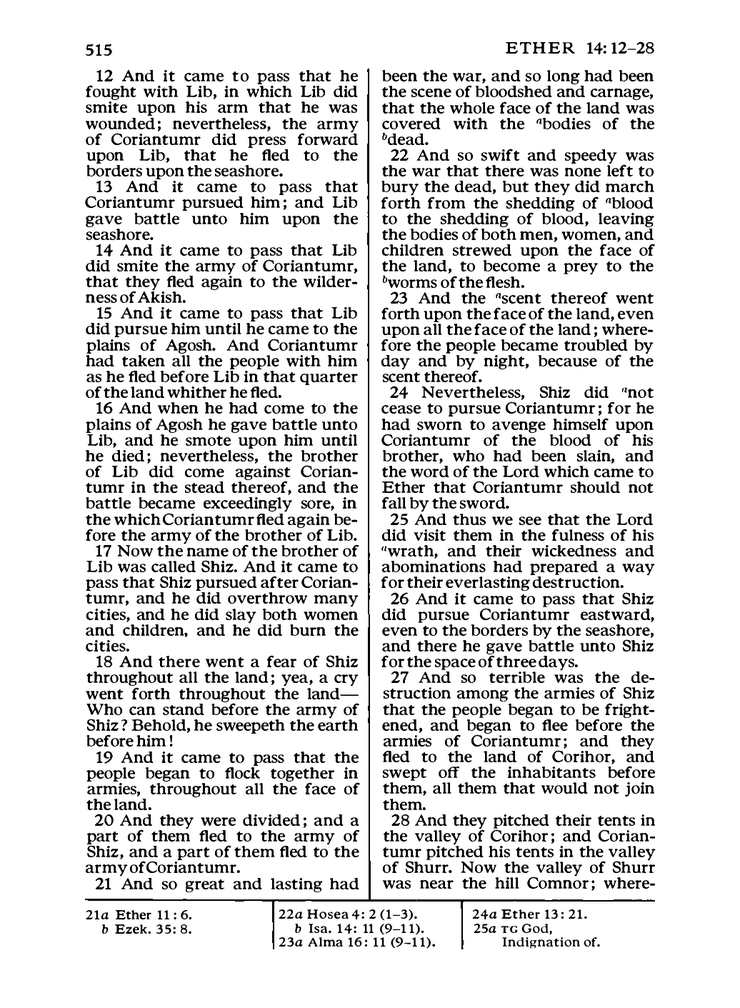 515
ETHER 14:12–28
12 And it came to pass that he
fought with Lib, in which Lib did
smite upon his arm that he was
wounded; nevertheless, the army
of Coriantumr did press forward
upon Lib, that he fled to the
borders upon the seashore.
13 And it came to pass that
Coriantumr pursued him; and Lib
gave battle unto him upon the
seashore.
14 And it came to pass that Lib
did smite the army of Coriantumr,
that they fled again to the wilder-
ness of Akish.
15 And it came to pass that Lib
did pursue him until he came to the
plains of Agosh. And Coriantumr
had taken all the people with him
as he fled before Lib in that quarter
of the land whither he fled.
16 And when he had come to the
plains of Agosh he gave battle unto
Lib, and he smote upon him until
he died; nevertheless, the brother
of Lib did come against Corian-
tumr in the stead thereof, and the
battle became exceedingly sore, in
the which Coriantumr fled again be-
fore the army of the brother of Lib.
17 Now the name of the brother of
Lib was called Shiz. And it came to
pass that Shiz pursued after Corian-
tumr, and he did overthrow many
cities, and he did slay both women
and children, and he did burn the
cities.
18 And there went a fear of Shiz
throughout all the land; yea, a cry
went forth throughout the land—
Who can stand before the army of
Shiz? Behold, he sweepeth the earth
before him!
19 And it came to pass that the
people began to flock together in
armies, throughout all the face of
the land.
20 And they were divided; and a
part of them fled to the army of
Shiz, and a part of them fled to the
army of Coriantumr.
21 And so great and lasting had
been the war, and so long had been
the scene of bloodshed and carnage,
that the whole face of the land was
covered with the abodies of the
bdead.
22 And so swift and speedy was
the war that there was none left to
bury the dead, but they did march
forth from the shedding of ablood
to the shedding of blood, leaving
the bodies of both men, women, and
children strewed upon the face of
the land, to become a prey to the
bworms of the flesh.
23 And the ascent thereof went
forth upon the face of the land, even
upon all the face of the land; where-
fore the people became troubled by
day and by night, because of the
scent thereof.
24 Nevertheless, Shiz did anot
cease to pursue Coriantumr; for he
had sworn to avenge himself upon
Coriantumr of the blood of his
brother, who had been slain, and
the word of the Lord which came to
Ether that Coriantumr should not
fall by the sword.
25 And thus we see that the Lord
did visit them in the fulness of his
awrath, and their wickedness and
abominations had prepared a way
for their everlasting destruction.
26 And it came to pass that Shiz
did pursue Coriantumr eastward,
even to the borders by the seashore,
and there he gave battle unto Shiz
for the space of three days.
27 And so terrible was the de-
struction among the armies of Shiz
that the people began to be fright-
ened, and began to flee before the
armies of Coriantumr; and they
fled to the land of Corihor, and
swept off the inhabitants before
them, all them that would not join
them.
28 And they pitched their tents in
the valley of Corihor; and Corian-
tumr pitched his tents in the valley
of Shurr. Now the valley of Shurr
was near the hill Comnor; where-
21a Ether 11:6.
b Ezek. 35:8.
22a Hosea 4:2 (1–3).
b Isa. 14:11 (9–11).
23a Alma 16:11 (9–11).
24a Ether 13:21.
25a TG God,
Indignation of.